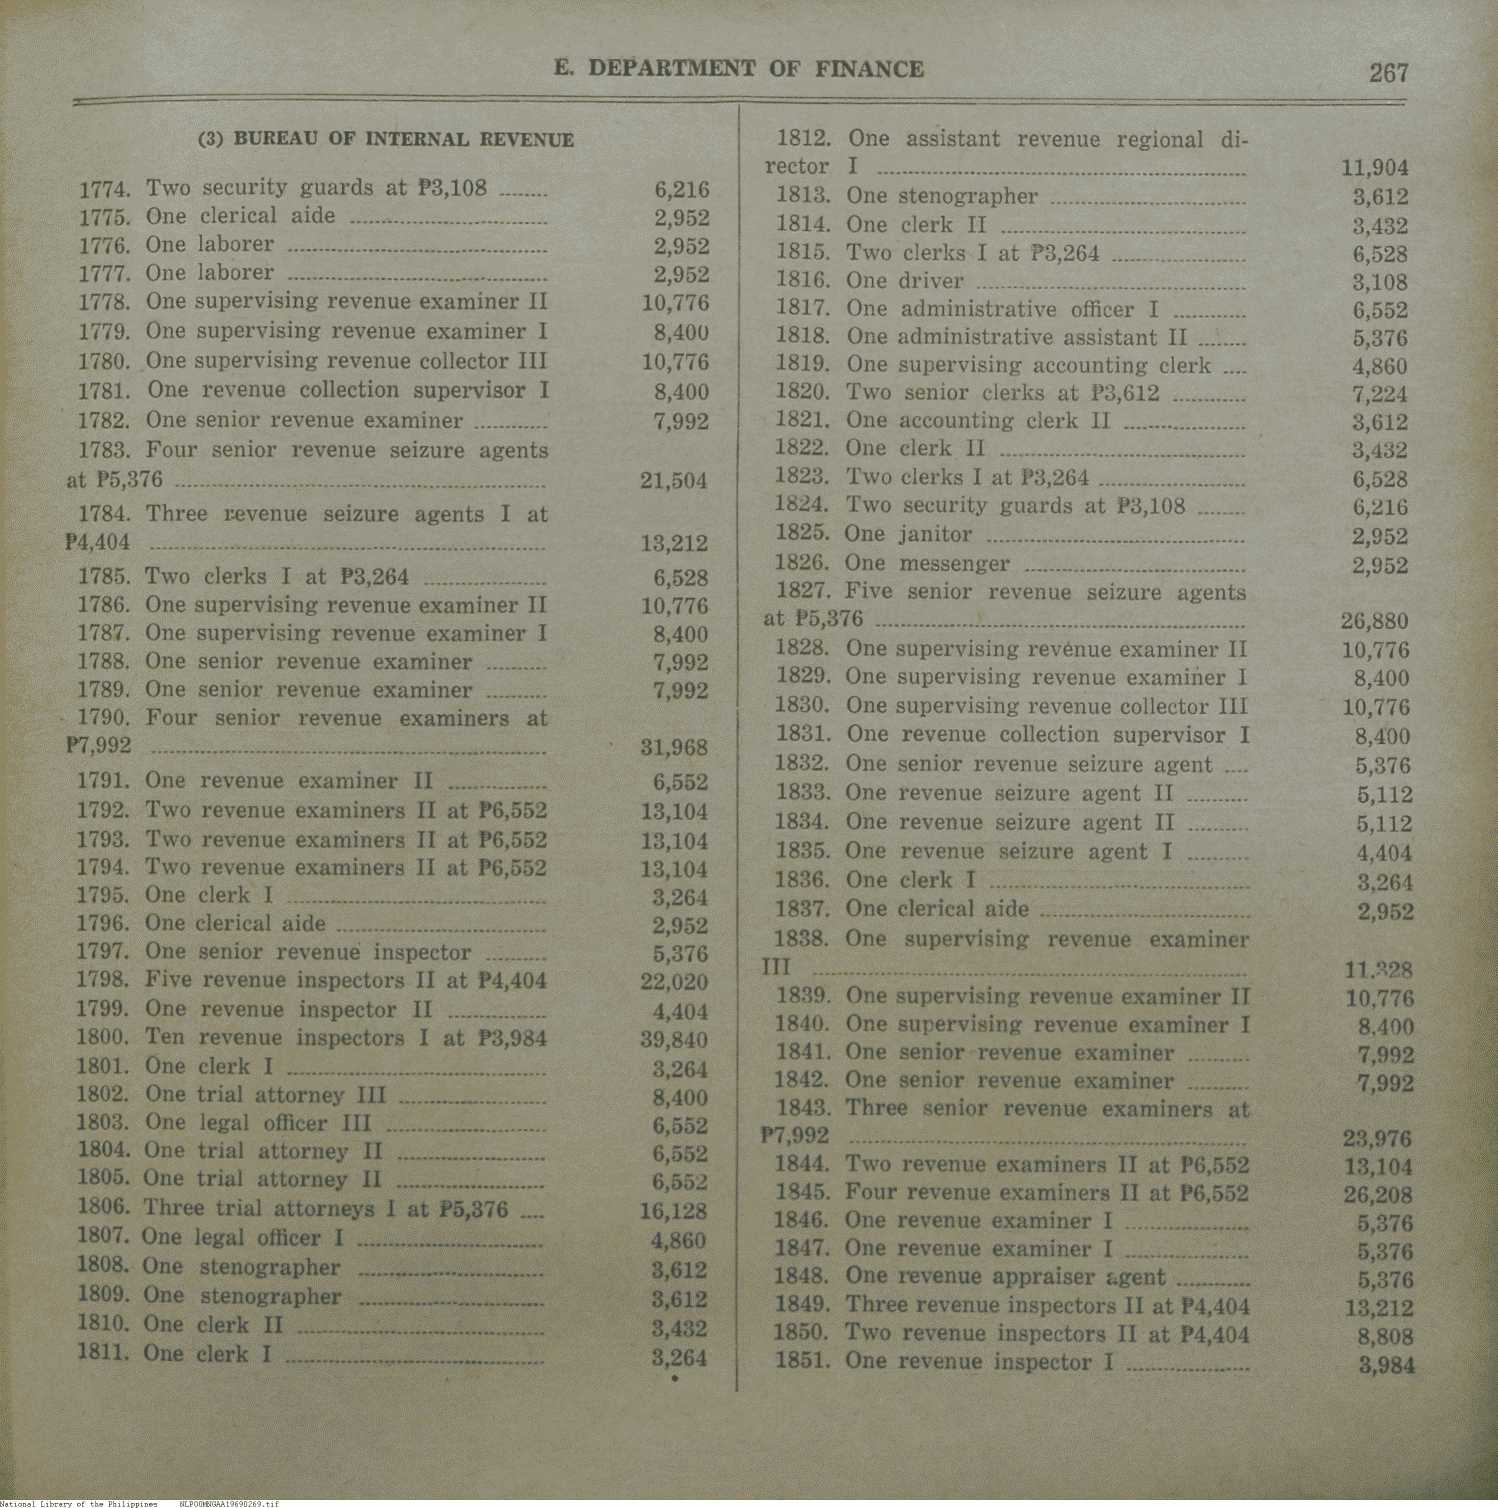 E. DEPARTMENT OF FINANCE
267
(3) BUREAU OF INTERNAL REVENUE
1774. Two security guards at ₱3,108 ........ 6,216
1775. One clerical aide ........ 2,952
1776. One laborer ........ 2,952
1777. One laborer ........ 2,952
1778. One supervising revenue examiner II 10,776
1779. One supervising revenue examiner I 8,400
1780. One supervising revenue collector III 10,776
1781. One revenue collection supervisor I 8,400
1782. One senior revenue examiner ........ 7,992
1783. Four senior revenue seizure agents
at ₱5,376 ........ 21,504
1784. Three revenue seizure agents I at
₱4,404 ........ 13,212
1785. Two clerks I at ₱3,264 ........ 6,528
1786. One supervising revenue examiner II 10,776
1787. One supervising revenue examiner I 8,400
1788. One senior revenue examiner ........ 7,992
1789. One senior revenue examiner ........ 7,992
1790. Four senior revenue examiners at
₱7,992 ........ 31,968
1791. One revenue examiner II ........ 6,552
1792. Two revenue examiners II at ₱6,552 13,104
1793. Two revenue examiners II at ₱6,552 13,104
1794. Two revenue examiners II at ₱6,552 13,104
1795. One clerk I ........ 3,264
1796. One clerical aide ........ 2,952
1797. One senior revenue inspector ........ 5,376
1798. Five revenue inspectors II at ₱4,404 22,020
1799. One revenue inspector II ........ 4,404
1800. Ten revenue inspectors I at ₱3,984 39,840
1801. One clerk I ........ 3,264
1802. One trial attorney III ........ 8,400
1803. One legal officer III ........ 6,552
1804. One trial attorney II ........ 6,552
1805. One trial attorney II ........ 6,552
1806. Three trial attorneys I at ₱5,376 .... 16,128
1807. One legal officer I ........ 4,860
1808. One stenographer ........ 3,612
1809. One stenographer ........ 3,612
1810. One clerk II ........ 3,432
1811. One clerk I ........ 3,264
1812. One assistant revenue regional di-
rector I ........ 11,904
1813. One stenographer ........ 3,612
1814. One clerk II ........ 3,432
1815. Two clerks I at ₱3,264 ........ 6,528
1816. One driver ........ 3,108
1817. One administrative officer I ........ 6,552
1818. One administrative assistant II ........ 5,376
1819. One supervising accounting clerk .... 4,860
1820. Two senior clerks at ₱3,612 ........ 7,224
1821. One accounting clerk II ........ 3,612
1822. One clerk II ........ 3,432
1823. Two clerks I at ₱3,264 ........ 6,528
1824. Two security guards at ₱3,108 ........ 6,216
1825. One janitor ........ 2,952
1826. One messenger ........ 2,952
1827. Five senior revenue seizure agents
at ₱5,376 ........ 26,880
1828. One supervising revenue examiner II 10,776
1829. One supervising revenue examiner I 8,400
1830. One supervising revenue collector III 10,776
1831. One revenue collection supervisor I 8,400
1832. One senior revenue seizure agent .... 5,376
1833. One revenue seizure agent II ........ 5,112
1834. One revenue seizure agent II ........ 5,112
1835. One revenue seizure agent I ........ 4,404
1836. One clerk I ........ 3,264
1837. One clerical aide ........ 2,952
1838. One supervising revenue examiner
III ........ 11,328
1839. One supervising revenue examiner II 10,776
1840. One supervising revenue examiner I 8,400
1841. One senior revenue examiner ........ 7,992
1842. One senior revenue examiner ........ 7,992
1843. Three senior revenue examiners at
₱7,992 ........ 23,976
1844. Two revenue examiners II at ₱6,552 13,104
1845. Four revenue examiners II at ₱6,552 26,208
1846. One revenue examiner I ........ 5,376
1847. One revenue examiner I ........ 5,376
1848. One revenue appraiser agent ........ 5,376
1849. Three revenue inspectors II at ₱4,404 13,212
1850. Two revenue inspectors II at ₱4,404 8,808
1851. One revenue inspector I ........ 3,984
National Library of the Philippines NLPOOMNGAA19690269.tif